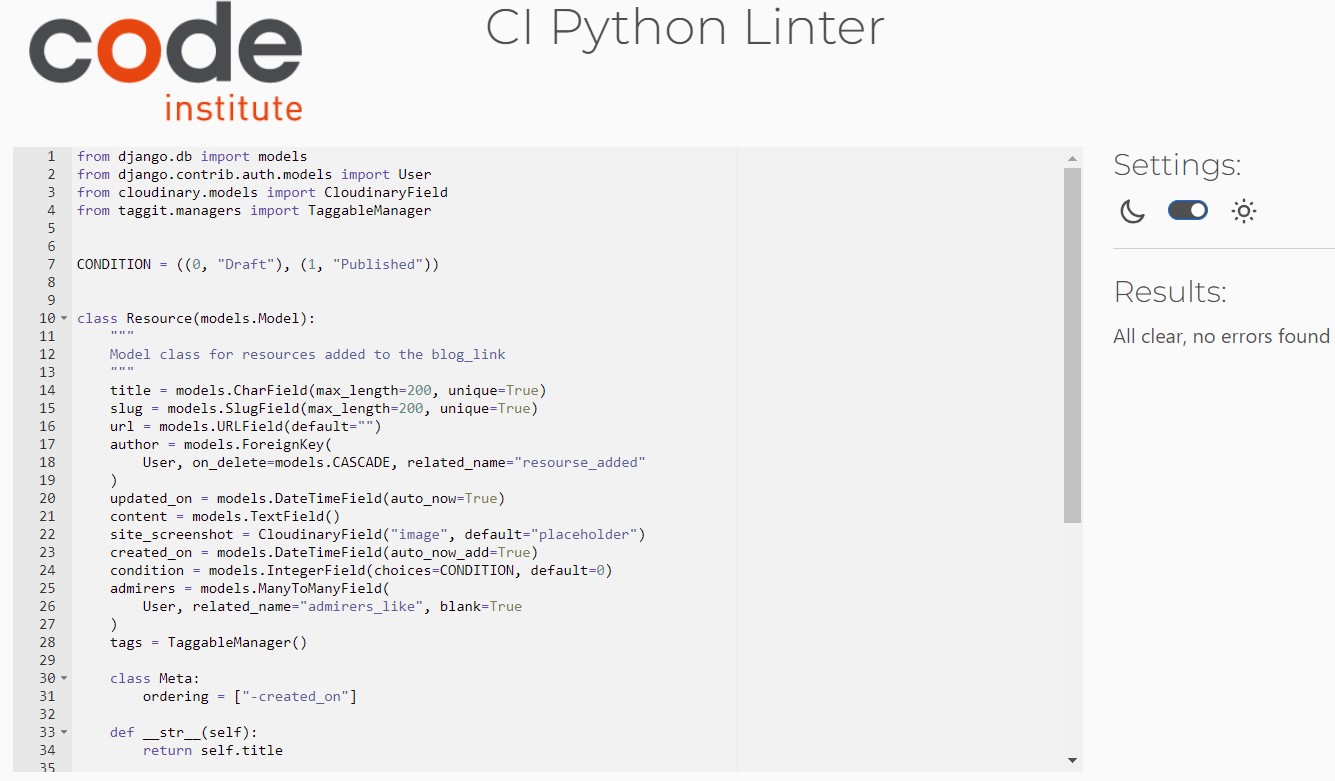 code
institute
CI Python Linter
1 from django.db import models
2 from django.contrib.auth.models import User
3 from cloudinary.models import CloudinaryField
4 from taggit.managers import TaggableManager
5
6
7 CONDITION = ((0, "Draft"), (1, "Published"))
8
9
10 class Resource(models.Model):
11     """
12     Model class for resources added to the blog_link
13     """
14     title = models.CharField(max_length=200, unique=True)
15     slug = models.SlugField(max_length=200, unique=True)
16     url = models.URLField(default="")
17     author = models.ForeignKey(
18         User, on_delete=models.CASCADE, related_name="resourse_added"
19     )
20     updated_on = models.DateTimeField(auto_now=True)
21     content = models.TextField()
22     site_screenshot = CloudinaryField("image", default="placeholder")
23     created_on = models.DateTimeField(auto_now_add=True)
24     condition = models.IntegerField(choices=CONDITION, default=0)
25     admirers = models.ManyToManyField(
26         User, related_name="admirers_like", blank=True
27     )
28     tags = TaggableManager()
29
30     class Meta:
31         ordering = ["-created_on"]
32
33     def __str__(self):
34         return self.title
35
Settings:
Results:
All clear, no errors found